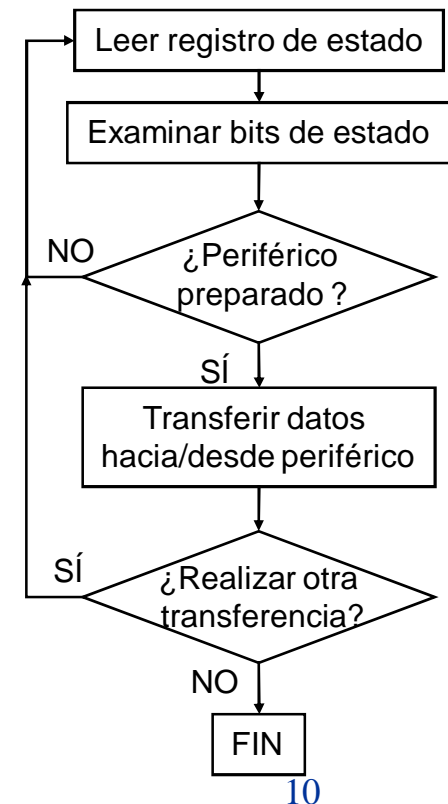 Leer registro de estado
Examinar bits de estado
NO
¿Periférico
preparado ?
SÍ
Transferir datos
hacia/desde periférico
SÍ
¿Realizar otra
transferencia?
NO
FIN
10